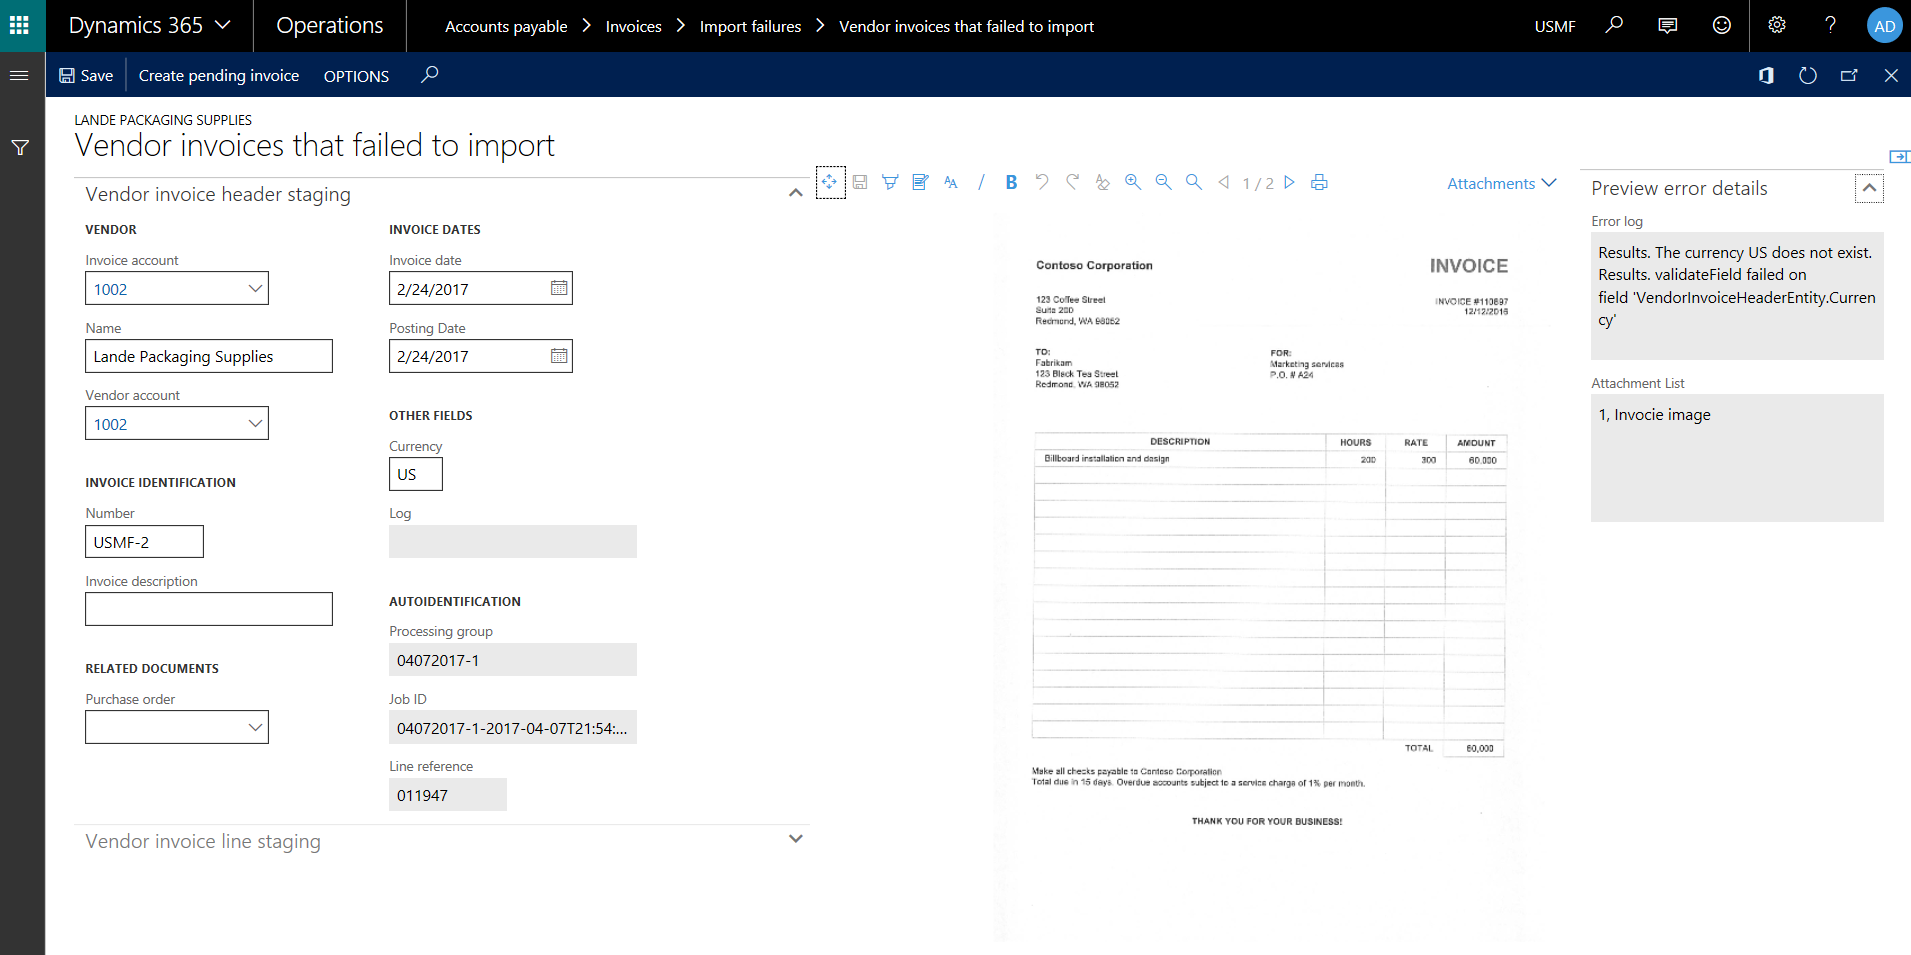 Dynamics 365
Operations
Accounts payable > Invoices > Import failures > Vendor invoices that failed to import
USMF
?
AD
Save
Create pending invoice
OPTIONS
LANDE PACKAGING SUPPLIES
Vendor invoices that failed to import
Vendor invoice header staging
VENDOR
Invoice account
1002
Name
Lande Packaging Supplies
Vendor account
1002
INVOICE IDENTIFICATION
Number
USMF-2
Invoice description
RELATED DOCUMENTS
Purchase order
INVOICE DATES
Invoice date
2/24/2017
Posting Date
2/24/2017
OTHER FIELDS
Currency
US
Log
AUTOIDENTIFICATION
Processing group
04072017-1
Job ID
04072017-1-2017-04-07T21:54:...
Line reference
011947
Vendor invoice line staging
B
1 / 2
Attachments
Contoso Corporation
INVOICE
123 Coffee Street
Suite 200
Redmond, WA 98052
INVOICE #110897
12/12/2016
TO:
Fabrikam
123 Black Tea Street
Redmond, WA 98052
FOR:
Marketing services
P.O. # A24
DESCRIPTION HOURS RATE AMOUNT
Billboard installation and design 200 300 60,000
TOTAL 60,000
Make all checks payable to Contoso Corporation
Total due in 15 days. Overdue accounts subject to a service charge of 1% per month.
THANK YOU FOR YOUR BUSINESS!
Preview error details
Error log
Results. The currency US does not exist.
Results. validateField failed on
field 'VendorInvoiceHeaderEntity.Curren
cy'
Attachment List
1, Invocie image